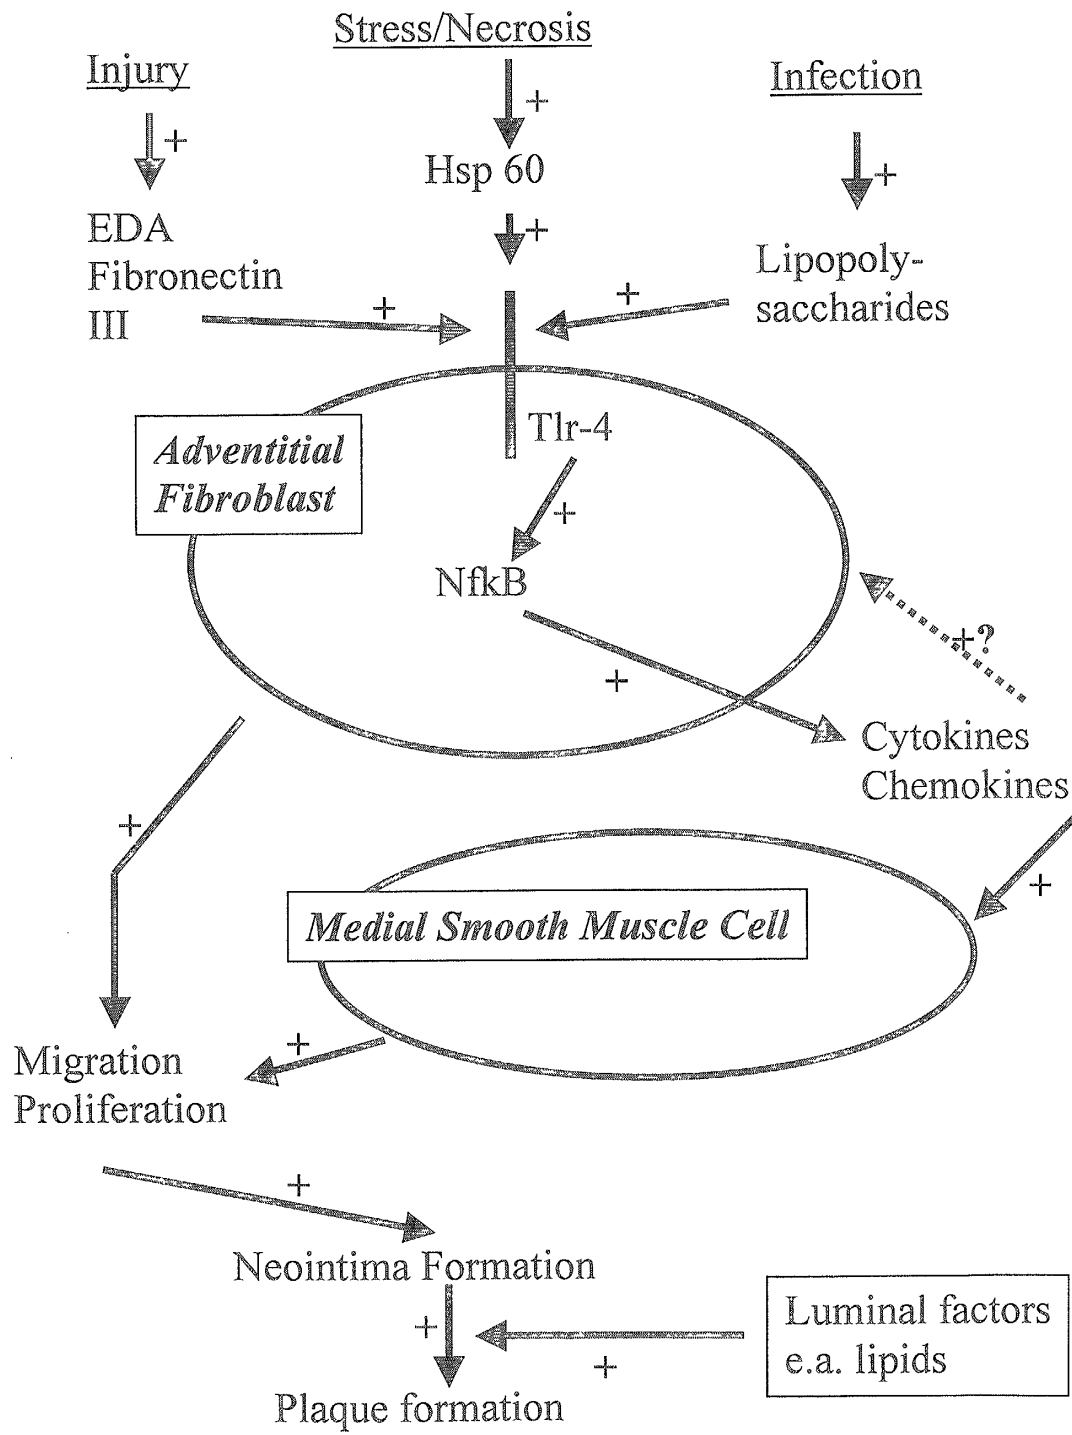 Stress/Necrosis
Injury
Infection
+
+
+
Hsp 60
EDA
Fibronectin
III
+
Lipopoly-
saccharides
+
+
Tlr-4
Adventitial
Fibroblast
+
NfkB
+?
+
Cytokines
Chemokines
+
+
Medial Smooth Muscle Cell
+
Migration
Proliferation
+
Neointima Formation
+
Luminal factors
e.a. lipids
+
Plaque formation